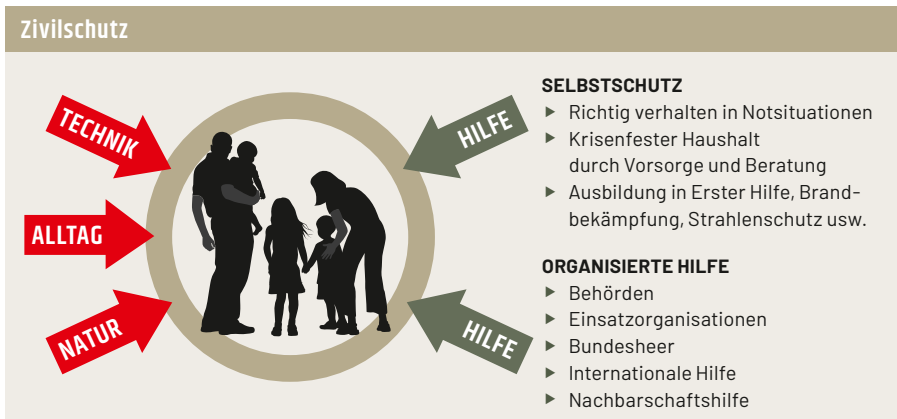 Zivilschutz
TECHNIK
ALLTAG
NATUR
HILFE
HILFE
SELBSTSCHUTZ
▶ Richtig verhalten in Notsituationen
▶ Krisenfester Haushalt
durch Vorsorge und Beratung
▶ Ausbildung in Erster Hilfe, Brand-
bekämpfung, Strahlenschutz usw.
ORGANISIERTE HILFE
▶ Behörden
▶ Einsatzorganisationen
▶ Bundesheer
▶ Internationale Hilfe
▶ Nachbarschaftshilfe